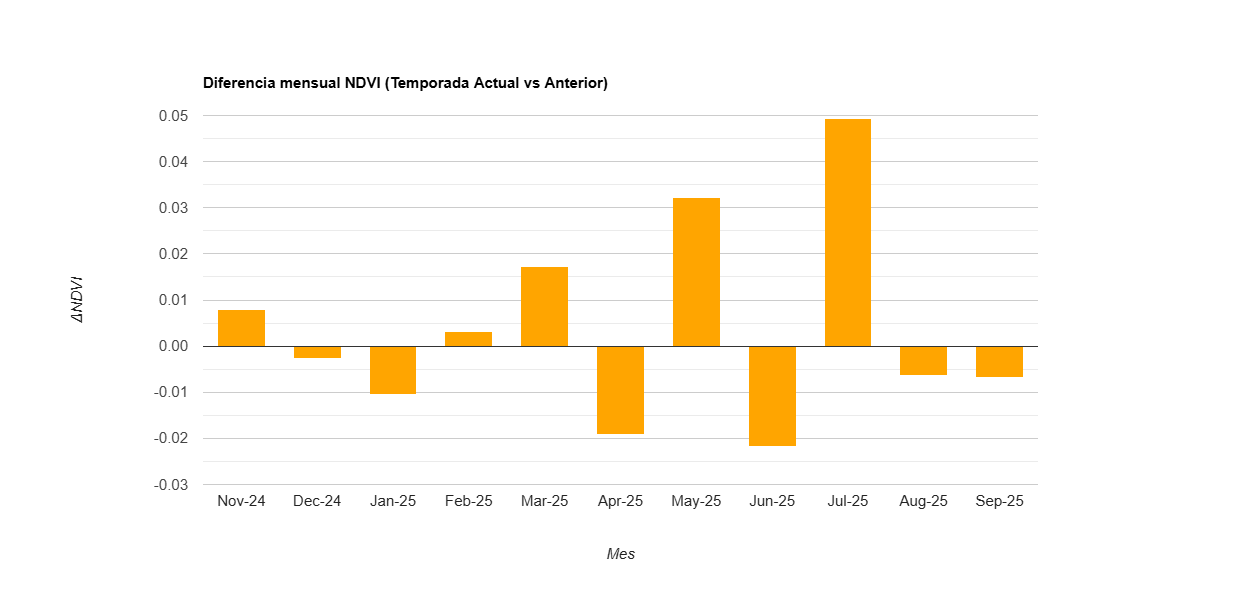 Diferencia mensual NDVI (Temporada Actual vs Anterior)
ΔNDVI
0.05
0.04
0.03
0.02
0.01
0.00
-0.01
-0.02
-0.03
Nov-24 Dec-24 Jan-25 Feb-25 Mar-25 Apr-25 May-25 Jun-25 Jul-25 Aug-25 Sep-25
Mes